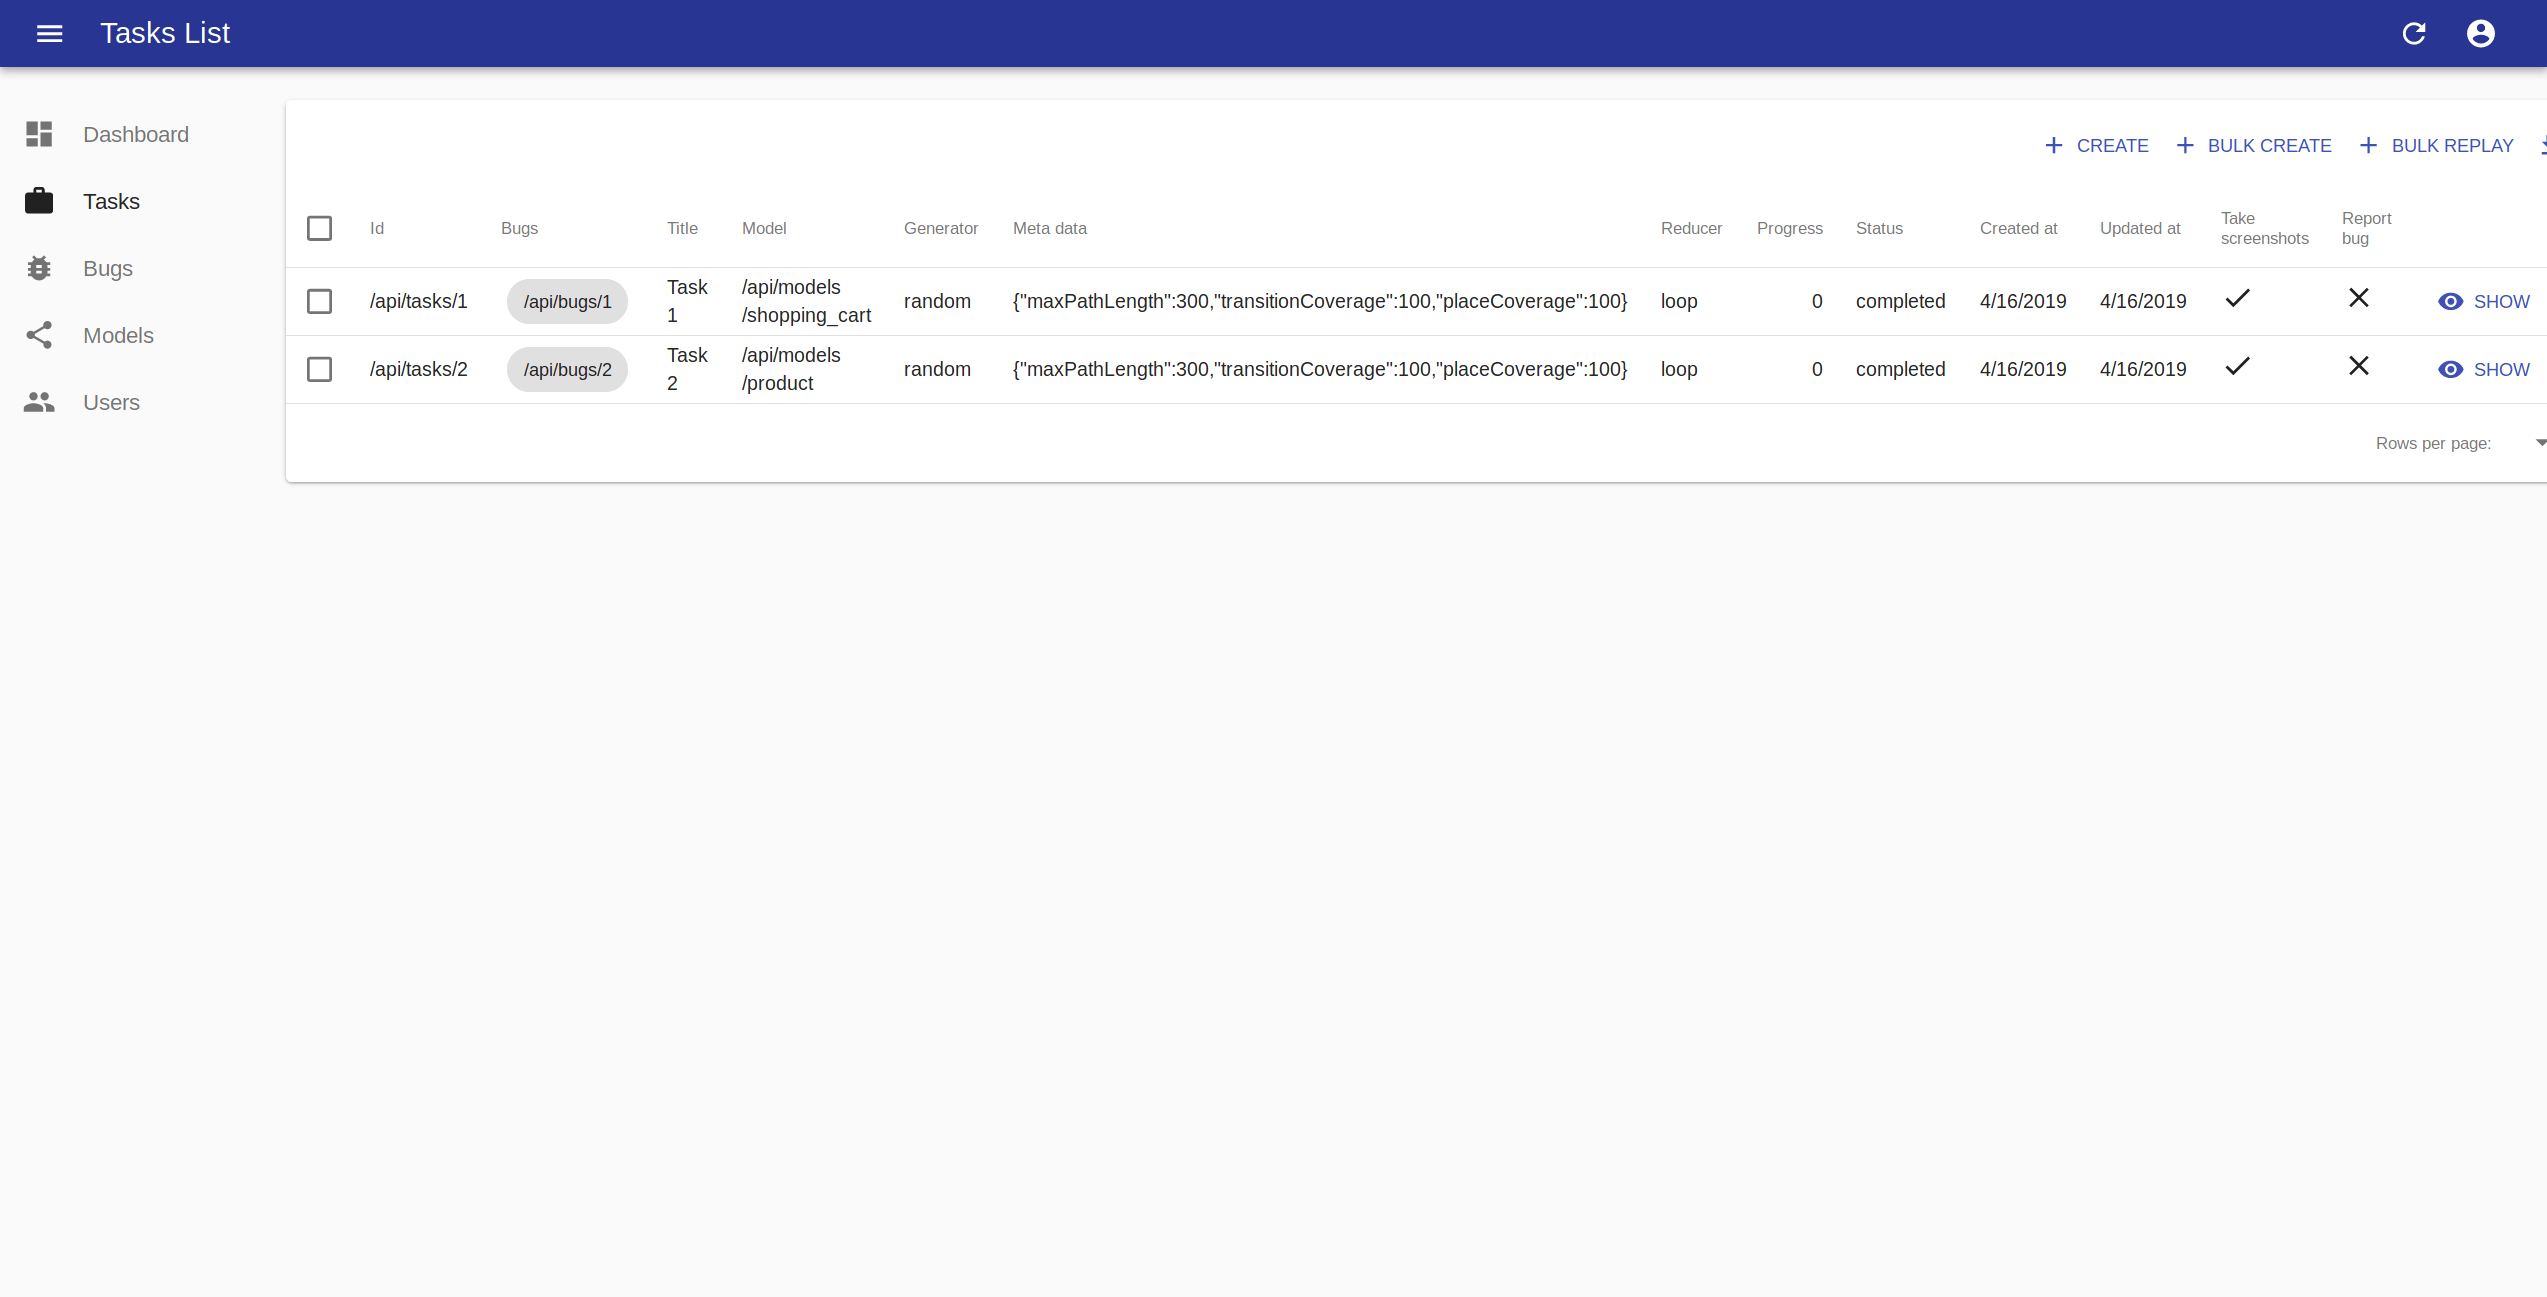 Tasks List
Dashboard
Tasks
Bugs
Models
Users
CREATE BULK CREATE BULK REPLAY
Id Bugs Title Model Generator Meta data Reducer Progress Status Created at Updated at Take screenshots Report bug
/api/tasks/1 /api/bugs/1 Task 1 /api/models/shopping_cart random {"maxPathLength":300,"transitionCoverage":100,"placeCoverage":100} loop 0 completed 4/16/2019 4/16/2019 SHOW
/api/tasks/2 /api/bugs/2 Task 2 /api/models/product random {"maxPathLength":300,"transitionCoverage":100,"placeCoverage":100} loop 0 completed 4/16/2019 4/16/2019 SHOW
Rows per page: